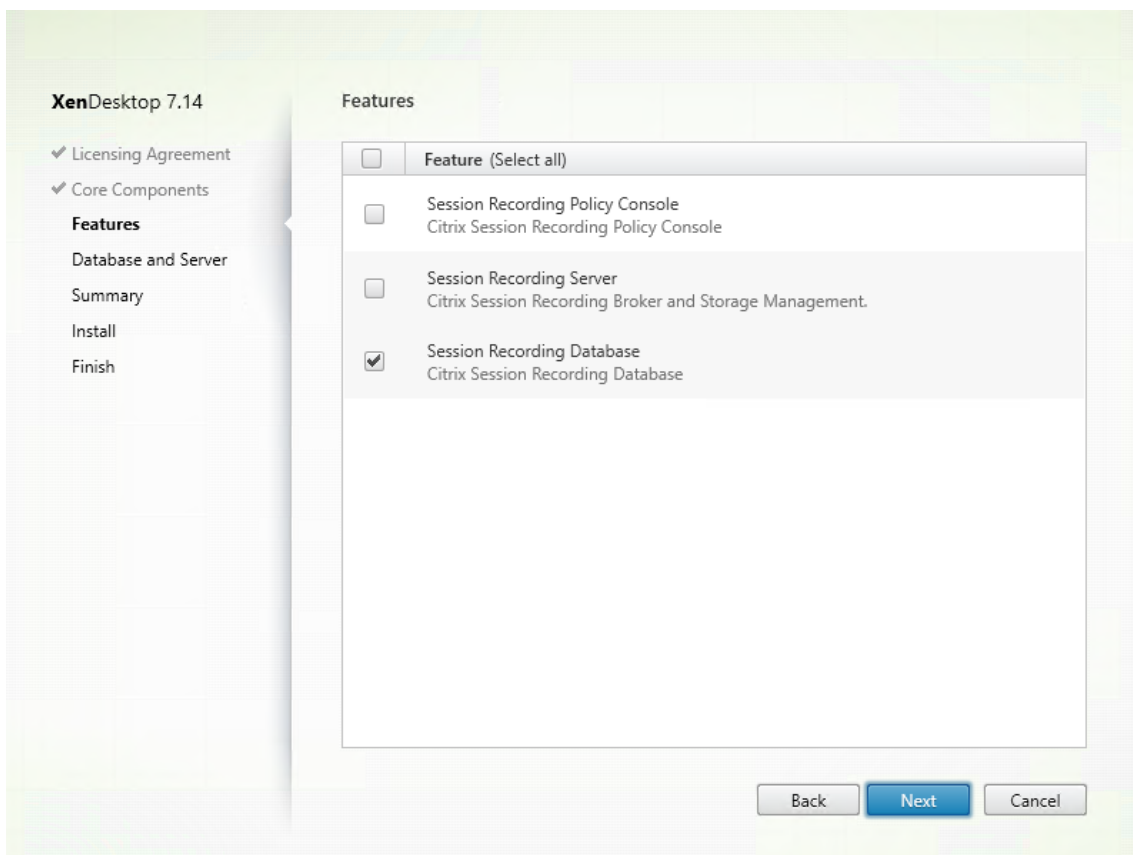 XenDesktop 7.14
Licensing Agreement
Core Components
Features
Database and Server
Summary
Install
Finish
Features
Feature (Select all)
Session Recording Policy Console
Citrix Session Recording Policy Console
Session Recording Server
Citrix Session Recording Broker and Storage Management.
Session Recording Database
Citrix Session Recording Database
Back Next Cancel